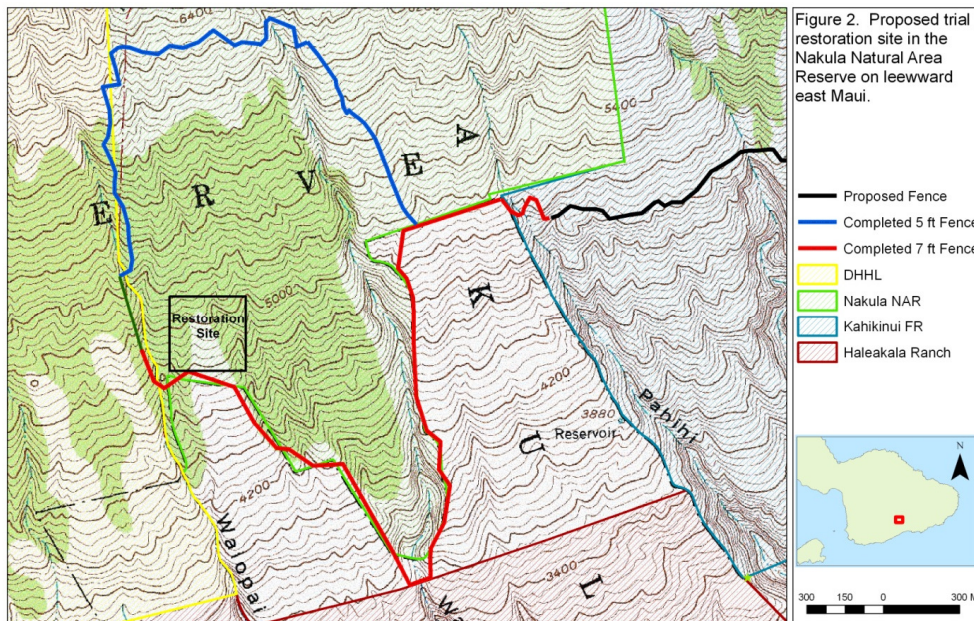 6400
5400
A
E
V
R
E
K
5000
Restoration
Site
4200
3880
Reservoir
U
Pahihi
4200
Waiopai
3400
L
Wa
Figure 2. Proposed trial
restoration site in the
Nakula Natural Area
Reserve on leewward
east Maui.
Proposed Fence
Completed 5 ft Fence
Completed 7 ft Fence
DHHL
Nakula NAR
Kahikinui FR
Haleakala Ranch
N
300 150 0 300 M